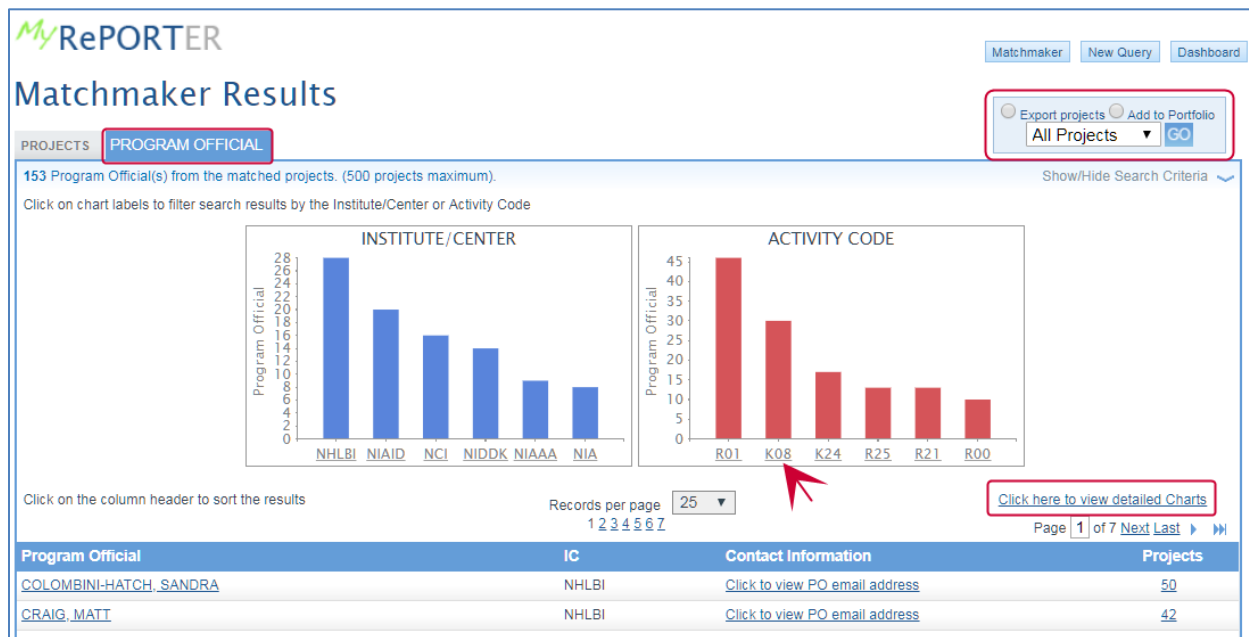 My RePORTER
Matchmaker New Query Dashboard
Matchmaker Results
Export projects Add to Portfolio
All Projects ▼ GO
PROJECTS PROGRAM OFFICIAL
153 Program Official(s) from the matched projects. (500 projects maximum).
Show/Hide Search Criteria
Click on chart labels to filter search results by the Institute/Center or Activity Code
INSTITUTE/CENTER
28
26
24
22
20
18
16
14
12
10
8
6
4
2
0
Program Official
NHLBI NIAID NCI NIDDK NIAAA NIA
ACTIVITY CODE
45
40
35
30
25
20
15
10
5
0
Program Official
R01 K08 K24 R25 R21 R00
Click on the column header to sort the results
Records per page 25 ▼
1 2 3 4 5 6 7
Click here to view detailed Charts
Page 1 of 7 Next Last
Program Official IC Contact Information Projects
COLOMBINI-HATCH, SANDRA NHLBI Click to view PO email address 50
CRAIG, MATT NHLBI Click to view PO email address 42